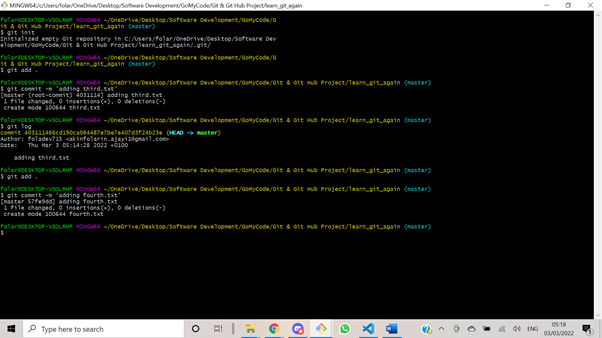 MINGW64:/c/Users/folar/OneDrive/Desktop/Software Development/GoMyCode/Git & Git Hub Project/learn_git_again
folar@DESKTOP-VSOLRHP MINGW64 ~/OneDrive/Desktop/Software Development/GoMyCode/G
it & Git Hub Project/learn_git_again (master)
$ git init
Initialized empty Git repository in C:/Users/folar/OneDrive/Desktop/Software Dev
elopment/GoMyCode/Git & Git Hub Project/learn_git_again/.git/
folar@DESKTOP-VSOLRHP MINGW64 ~/OneDrive/Desktop/Software Development/GoMyCode/G
it & Git Hub Project/learn_git_again (master)
$ git add .
folar@DESKTOP-VSOLRHP MINGW64 ~/OneDrive/Desktop/Software Development/GoMyCode/Git & Git Hub Project/learn_git_again (master)
$ git commit -m 'adding third.txt'
[master (root-commit) 4031114] adding third.txt
1 file changed, 0 insertions(+), 0 deletions(-)
create mode 100644 third.txt
folar@DESKTOP-VSOLRHP MINGW64 ~/OneDrive/Desktop/Software Development/GoMyCode/Git & Git Hub Project/learn_git_again (master)
$ git log
commit (HEAD -> master)
Author: foladev715 <akinfolarin.ajayi1@gmail.com>
Date: Thu Mar 3 05:14:28 2022 +0100
adding third.txt
folar@DESKTOP-VSOLRHP MINGW64 ~/OneDrive/Desktop/Software Development/GoMyCode/Git & Git Hub Project/learn_git_again (master)
$ git add .
folar@DESKTOP-VSOLRHP MINGW64 ~/OneDrive/Desktop/Software Development/GoMyCode/Git & Git Hub Project/learn_git_again (master)
$ git commit -m 'adding fourth.txt'
[master 57fe9dd] adding fourth.txt
1 file changed, 0 insertions(+), 0 deletions(-)
create mode 100644 fourth.txt
folar@DESKTOP-VSOLRHP MINGW64 ~/OneDrive/Desktop/Software Development/GoMyCode/Git & Git Hub Project/learn_git_again (master)
$
Type here to search
ENG
05:18
03/03/2022